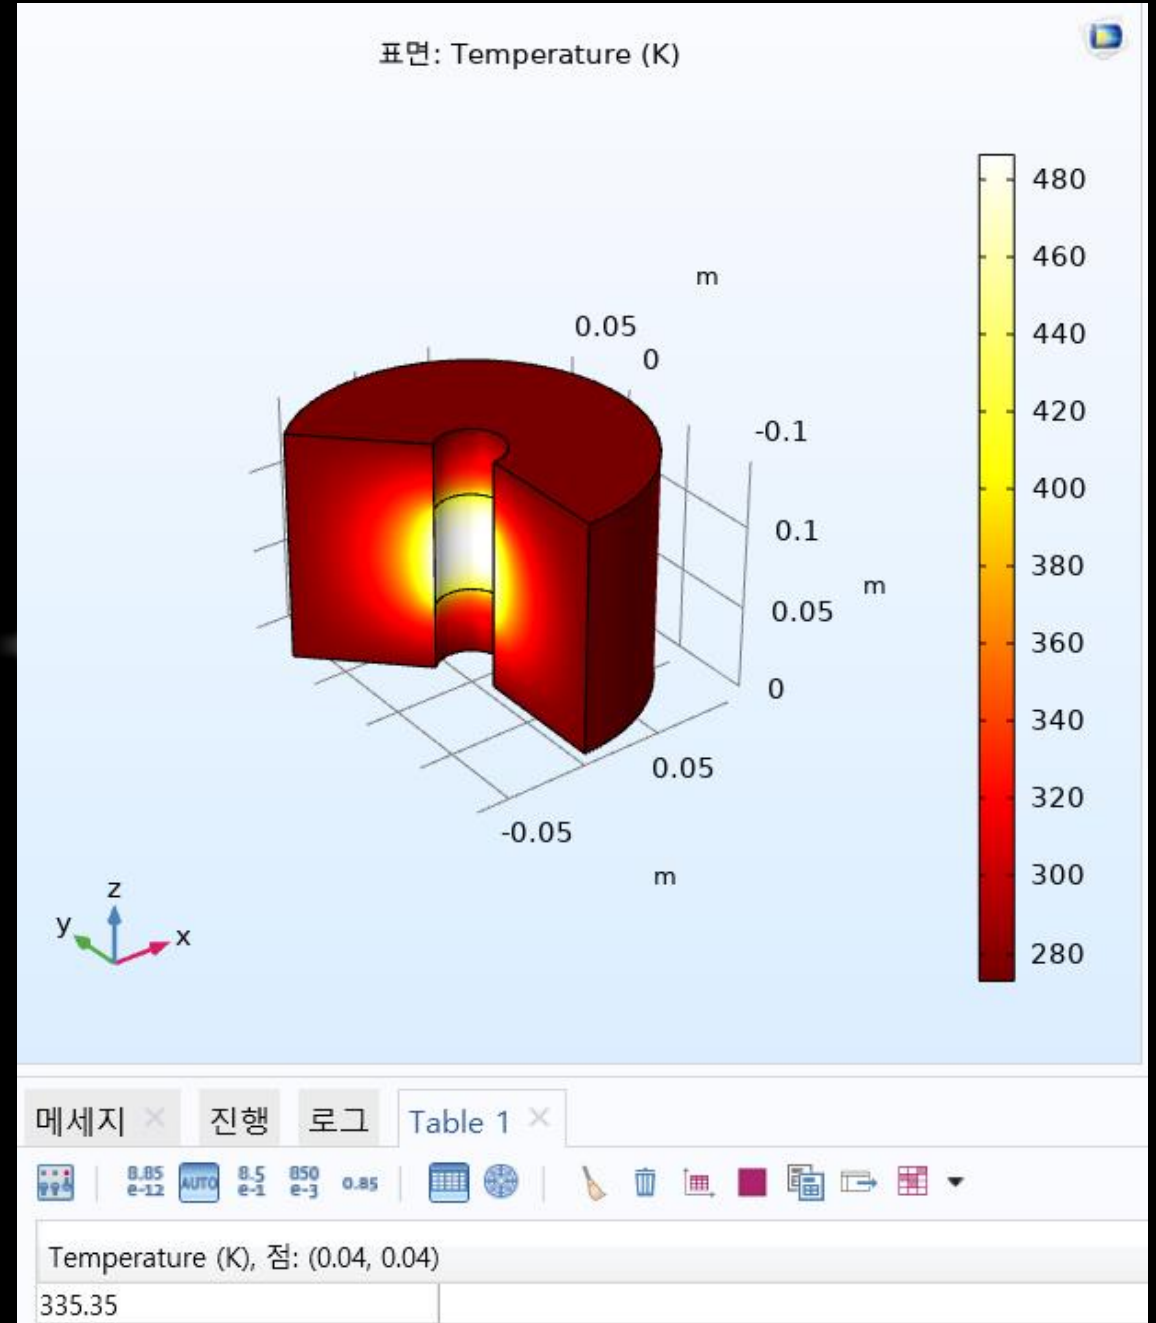 표면: Temperature (K)
480
460
440
420
400
380
360
340
320
300
280
m
0.05
0
-0.1
0.1
m
0.05
0
0.05
-0.05
m
z
y
x
메세지
진행
로그
Table 1
8.85
e-12
AUTO
8.5
e-1
850
e-3
0.85
Temperature (K), 점: (0.04, 0.04)
335.35